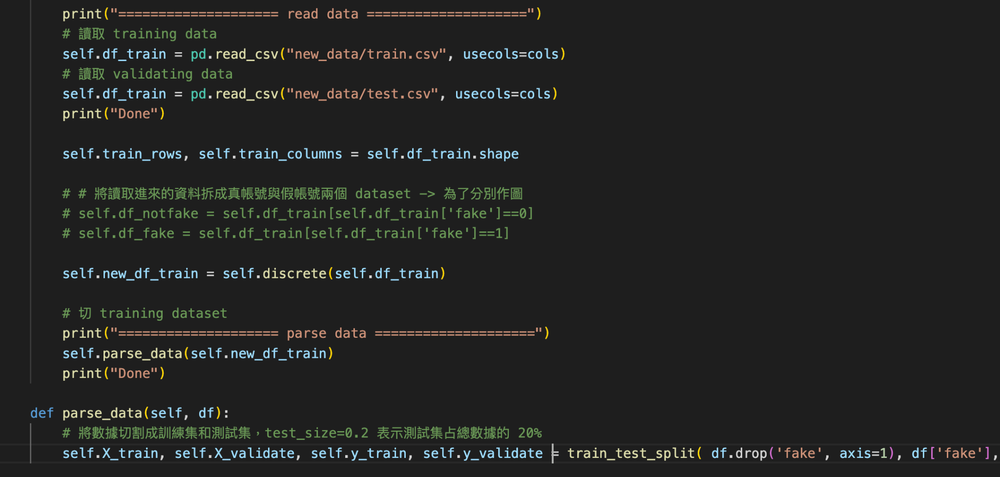 print("==================== read data ====================")
# 讀取 training data
self.df_train = pd.read_csv("new_data/train.csv", usecols=cols)
# 讀取 validating data
self.df_train = pd.read_csv("new_data/test.csv", usecols=cols)
print("Done")
self.train_rows, self.train_columns = self.df_train.shape
# # 將讀取進來的資料拆成真帳號與假帳號兩個 dataset -> 為了分別作圖
# self.df_notfake = self.df_train[self.df_train['fake']==0]
# self.df_fake = self.df_train[self.df_train['fake']==1]
self.new_df_train = self.discrete(self.df_train)
# 切 training dataset
print("==================== parse data ====================")
self.parse_data(self.new_df_train)
print("Done")
def parse_data(self, df):
# 將數據切割成訓練集和測試集，test_size=0.2 表示測試集占總數據的 20%
self.X_train, self.X_validate, self.y_train, self.y_validate = train_test_split( df.drop('fake', axis=1), df['fake'],